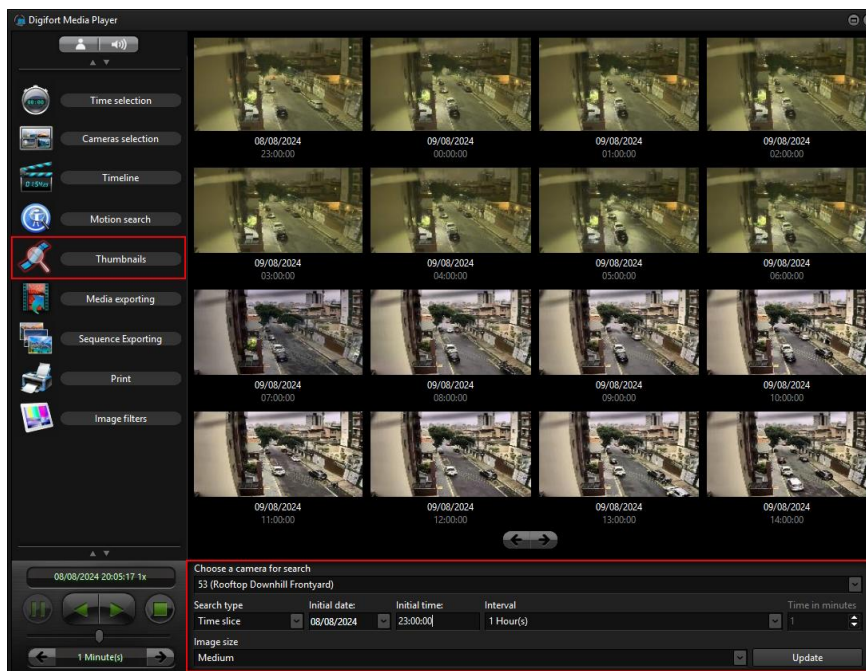 Digifort Media Player
Time selection
Cameras selection
Timeline
Motion search
Thumbnails
Media exporting
Sequence Exporting
Print
Image filters
08/08/2024 09/08/2024 09/08/2024 09/08/2024
23:00:00 00:00:00 01:00:00 02:00:00
09/08/2024 09/08/2024 09/08/2024 09/08/2024
03:00:00 04:00:00 05:00:00 06:00:00
09/08/2024 09/08/2024 09/08/2024 09/08/2024
07:00:00 08:00:00 09:00:00 10:00:00
09/08/2024 09/08/2024 09/08/2024 09/08/2024
11:00:00 12:00:00 13:00:00 14:00:00
08/08/2024 20:05:17 1x
1 Minute(s)
Choose a camera for search
53 (Rooftop Downhill Frontyard)
Search type Initial date: Initial time: Interval Time in minutes
Time slice 08/08/2024 23:00:00 1 Hour(s) 1
Image size
Medium Update